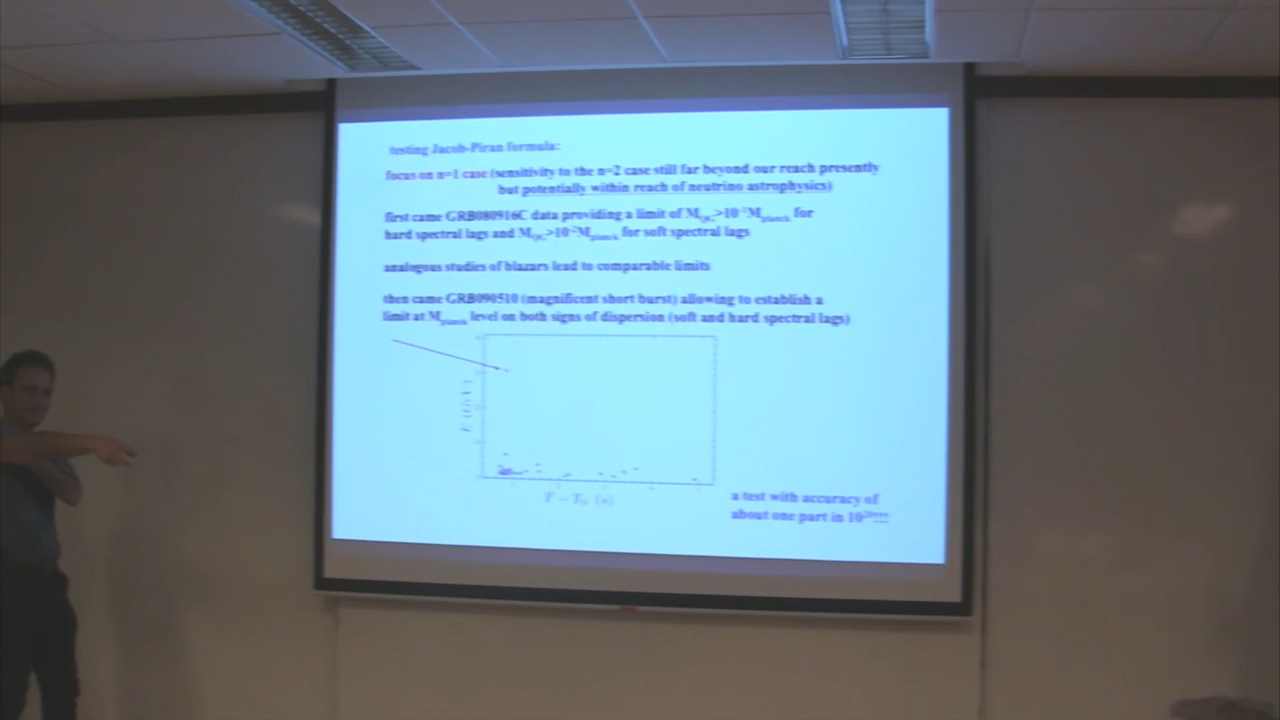 testing Jacob-Piran formula:
focus on n=1 case (sensitivity to the n=2 case still far beyond our reach presently
but potentially within reach of neutrino astrophysics)
first came GRB080916C data providing a limit of M_QG>10⁻¹M_planck for
hard spectral lags and M_QG>10⁻²M_planck for soft spectral lags
analogous studies of blazars lead to comparable limits
then came GRB090510 (magnificent short burst) allowing to establish a
limit at M_planck level on both signs of dispersion (soft and hard spectral lags)
E (GeV)
T − T₀ (s)
a test with accuracy of
about one part in 10²⁰!!!